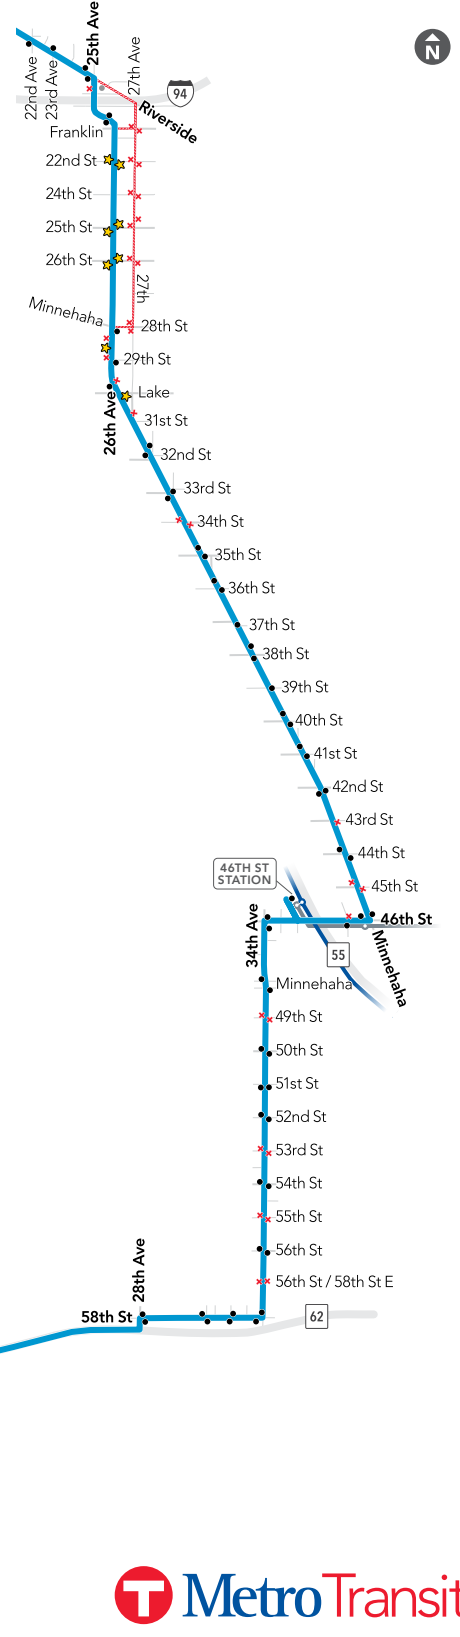 25th Ave
22nd Ave
23rd Ave
27th Ave
N
94
Riverside
Franklin
22nd St
24th St
25th St
26th St
27th
Minnehaha
28th St
29th St
26th Ave
Lake
31st St
32nd St
33rd St
34th St
35th St
36th St
37th St
38th St
39th St
40th St
41st St
42nd St
43rd St
44th St
46TH ST
STATION
45th St
34th Ave
46th St
55
Minnehaha
Minnehaha
49th St
50th St
51st St
52nd St
53rd St
54th St
55th St
56th St
28th Ave
56th St / 58th St E
58th St
62
T MetroTransit